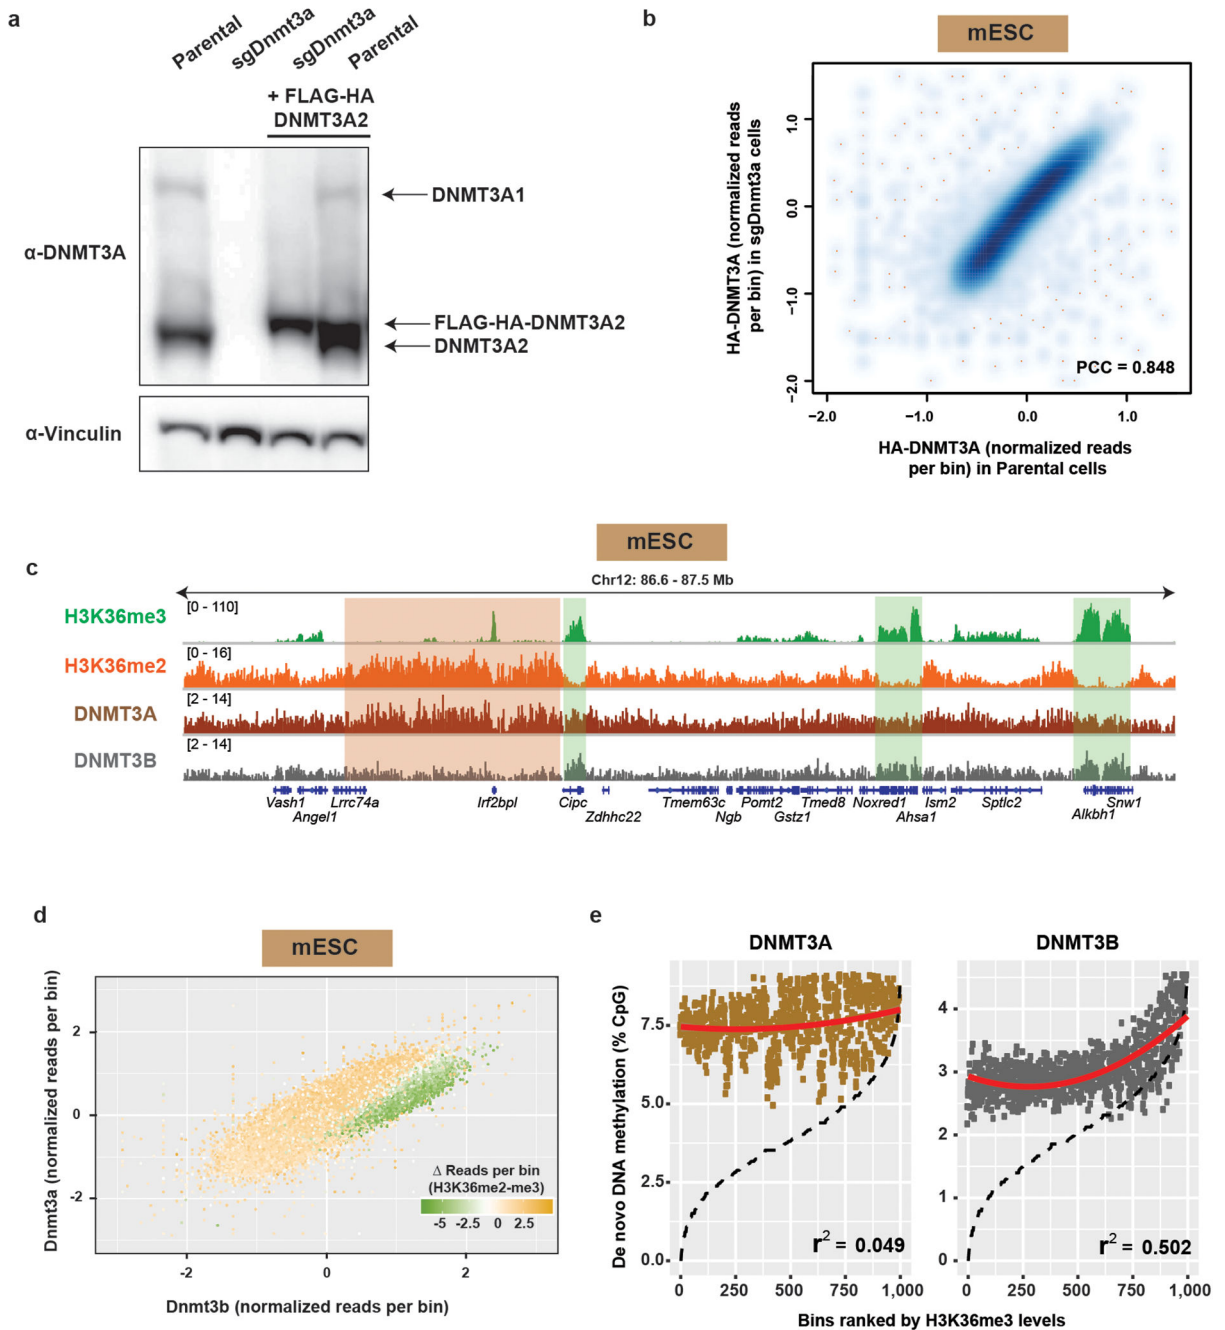 a
Parental
sgDnmt3a
sgDnmt3a
Parental
+ FLAG-HA
DNMT3A2
α-DNMT3A
DNMT3A1
FLAG-HA-DNMT3A2
DNMT3A2
α-Vinculin
b
mESC
HA-DNMT3A (normalized reads
per bin) in sgDnmt3a cells
1.0
0.0
−1.0
−2.0
PCC = 0.848
−2.0
−1.0
0.0
1.0
HA-DNMT3A (normalized reads
per bin) in Parental cells
mESC
c
Chr12: 86.6 - 87.5 Mb
H3K36me3
[0 - 110]
H3K36me2
[0 - 16]
DNMT3A
[2 - 14]
DNMT3B
[2 - 14]
Vash1
Lrrc74a
Irf2bpl
Cipc
Tmem63c
Pomt2
Tmed8
Noxred1
Ism2
Sptlc2
Snw1
Angel1
Zdhhc22
Ngb
Gstz1
Ahsa1
Alkbh1
d
mESC
Dnmt3a (normalized reads per bin)
2
0
-2
Δ Reads per bin
(H3K36me2-me3)
-5
-2.5
0
2.5
-2
0
2
Dnmt3b (normalized reads per bin)
e
DNMT3A
DNMT3B
De novo DNA methylation (% CpG)
7.5
5.0
2.5
0.0
r² = 0.049
0
250
500
750
1,000
4
3
2
1
0
r² = 0.502
0
250
500
750
1,000
Bins ranked by H3K36me3 levels